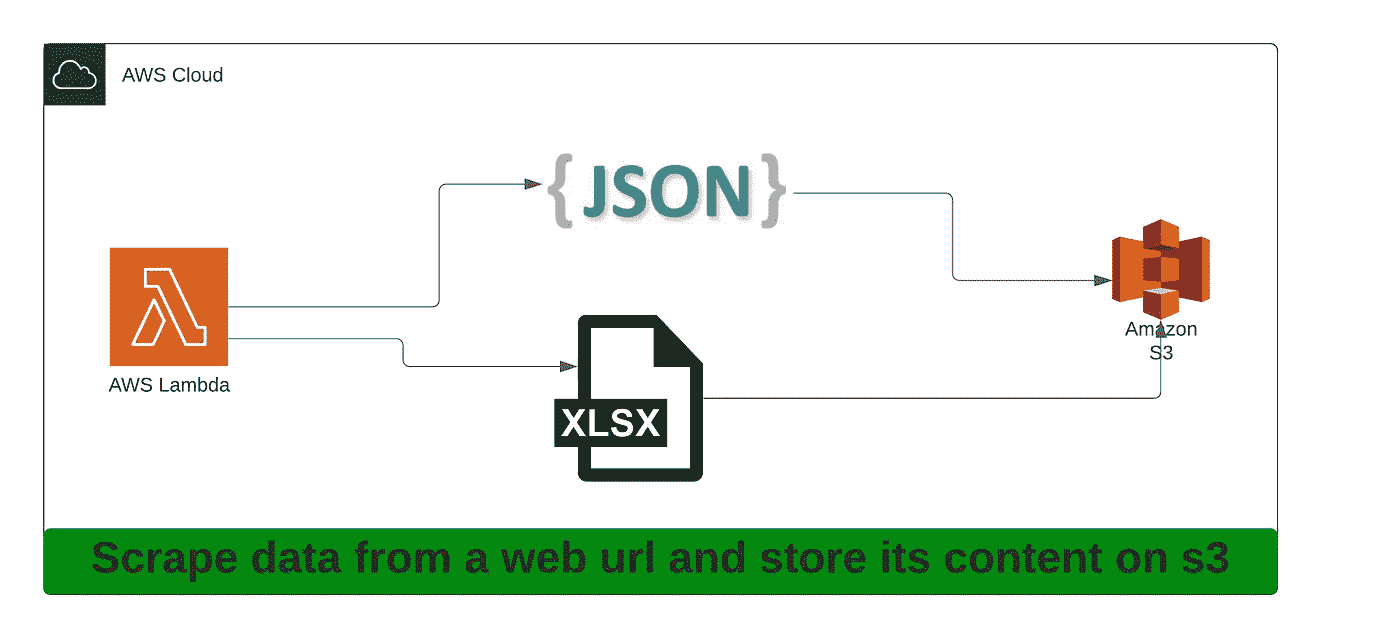 AWS Cloud
{JSON}
AWS Lambda
Amazon
S3
XLSX
Scrape data from a web url and store its content on s3